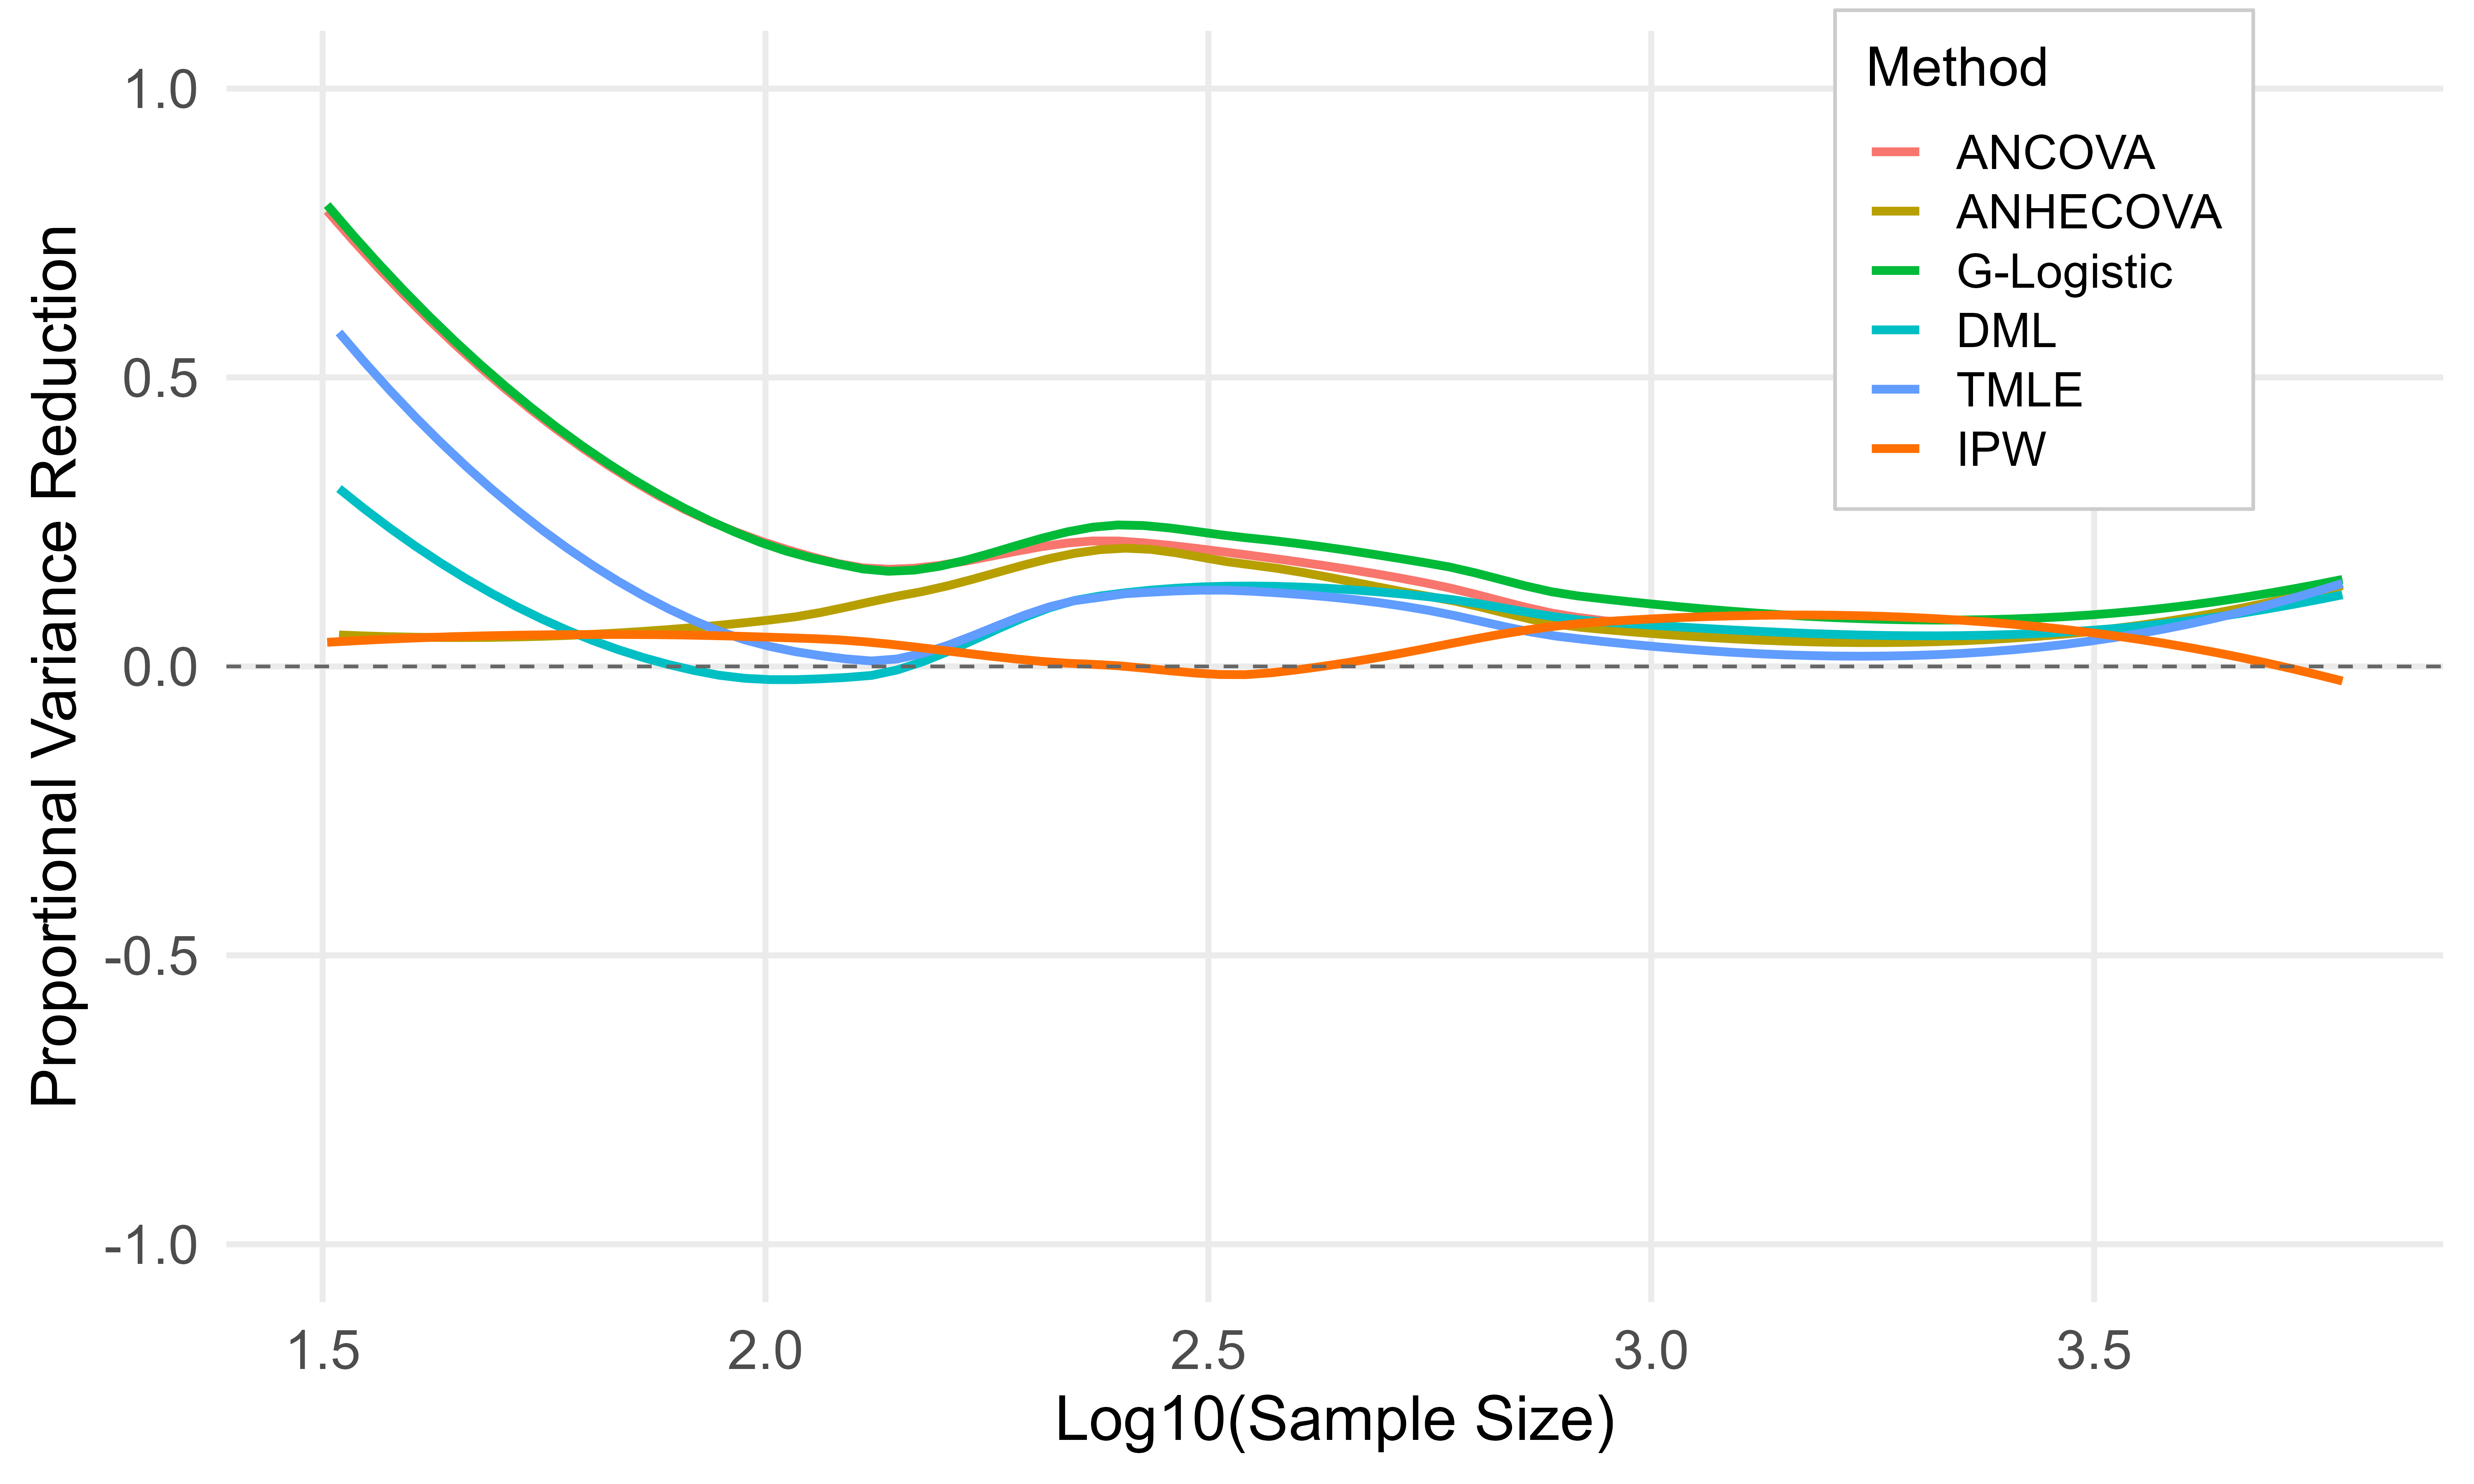 Method
ANCOVA
ANHECOVA
G-Logistic
DML
TMLE
IPW
Proportional Variance Reduction
1.0
0.5
0.0
-0.5
-1.0
1.5
2.0
2.5
3.0
3.5
Log10(Sample Size)